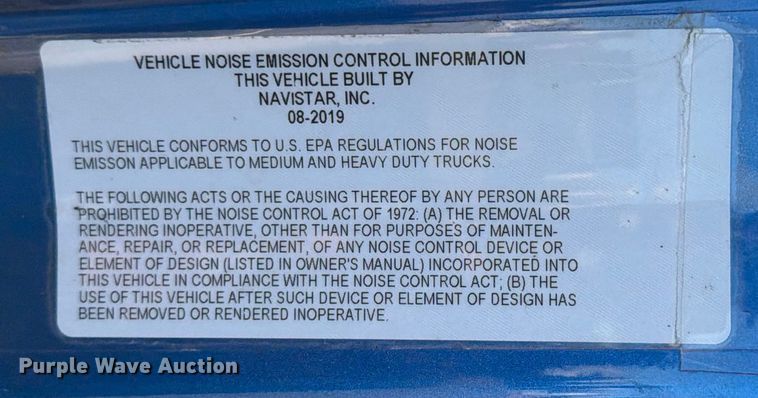 VEHICLE NOISE EMISSION CONTROL INFORMATION
THIS VEHICLE BUILT BY
NAVISTAR, INC.
08-2019
THIS VEHICLE CONFORMS TO U.S. EPA REGULATIONS FOR NOISE
EMISSON APPLICABLE TO MEDIUM AND HEAVY DUTY TRUCKS.
THE FOLLOWING ACTS OR THE CAUSING THEREOF BY ANY PERSON ARE
PROHIBITED BY THE NOISE CONTROL ACT OF 1972: (A) THE REMOVAL OR
RENDERING INOPERATIVE, OTHER THAN FOR PURPOSES OF MAINTEN-
ANCE, REPAIR, OR REPLACEMENT, OF ANY NOISE CONTROL DEVICE OR
ELEMENT OF DESIGN (LISTED IN OWNER'S MANUAL) INCORPORATED INTO
THIS VEHICLE IN COMPLIANCE WITH THE NOISE CONTROL ACT; (B) THE
USE OF THIS VEHICLE AFTER SUCH DEVICE OR ELEMENT OF DESIGN HAS
BEEN REMOVED OR RENDERED INOPERATIVE.
Purple Wave Auction